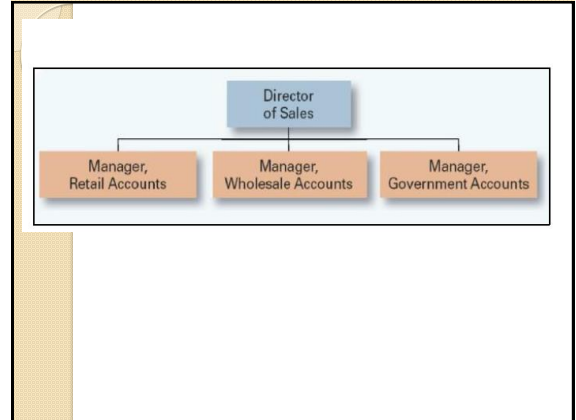 Director
of Sales
Manager,
Retail Accounts
Manager,
Wholesale Accounts
Manager,
Government Accounts